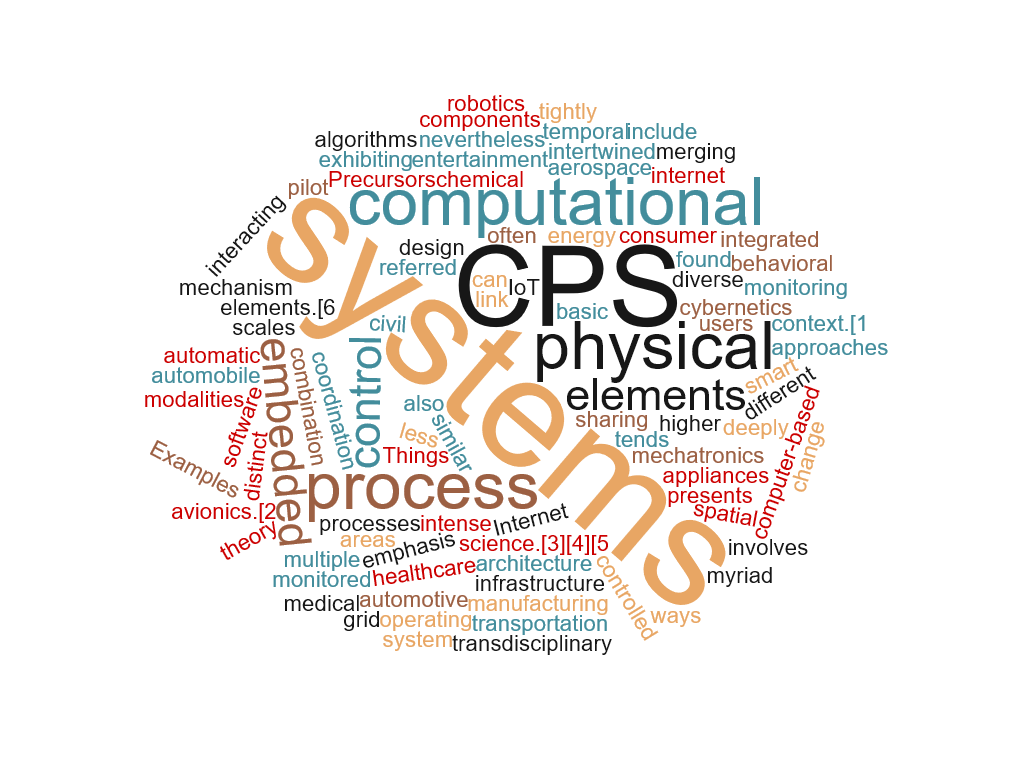 robotics
components
tightly
algorithms
nevertheless
temporal
include
exhibiting
entertainment
intertwined
merging
aerospace
pilot
Precursors
chemical
internet
computational
systems
interacting
often
energy
consumer
integrated
design
CPS
found
behavioral
referred
can
IoT
diverse
monitoring
mechanism
link
elements.[6
basic
cybernetics
scales
civil
users
context.[1
automatic
physical
approaches
automobile
embedded
combination
coordination
control
smart
modalities
elements
different
software
also
sharing
higher
deeply
less
similar
tends
computer-based
change
Examples
distinct
Things
mechatronics
appliances
process
presents
avionics.[2
spatial
theory
processes
intense
Internet
areas
emphasis
science.[3][4][5
involves
multiple
healthcare
architecture
controlled
monitored
infrastructure
myriad
medical
automotive
manufacturing
grid
operating
transportation
ways
system
transdisciplinary